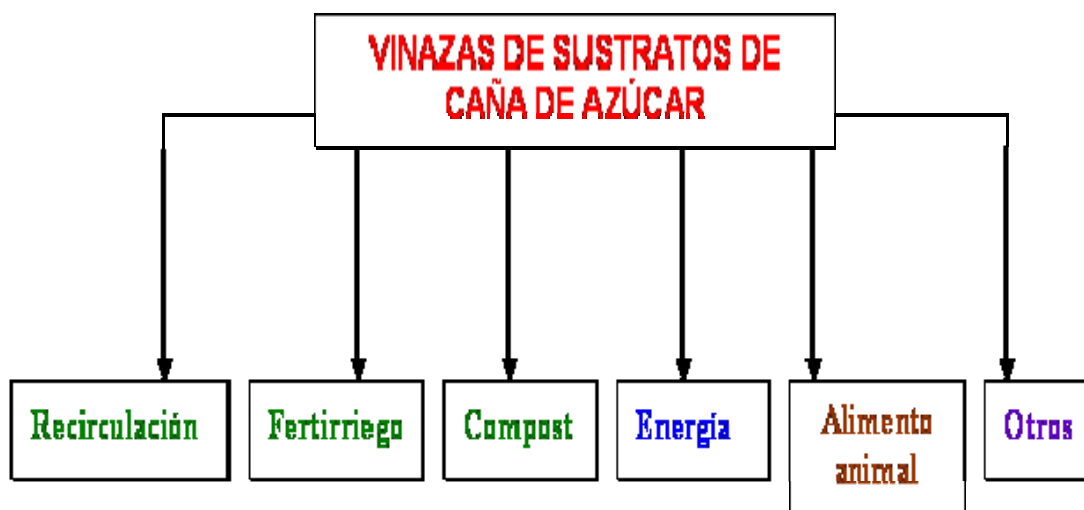 VINAZAS DE SUSTRATOS DE
CAÑA DE AZÚCAR
Recirculación
Fertirriego
Compost
Energía
Alimento
animal
Otros